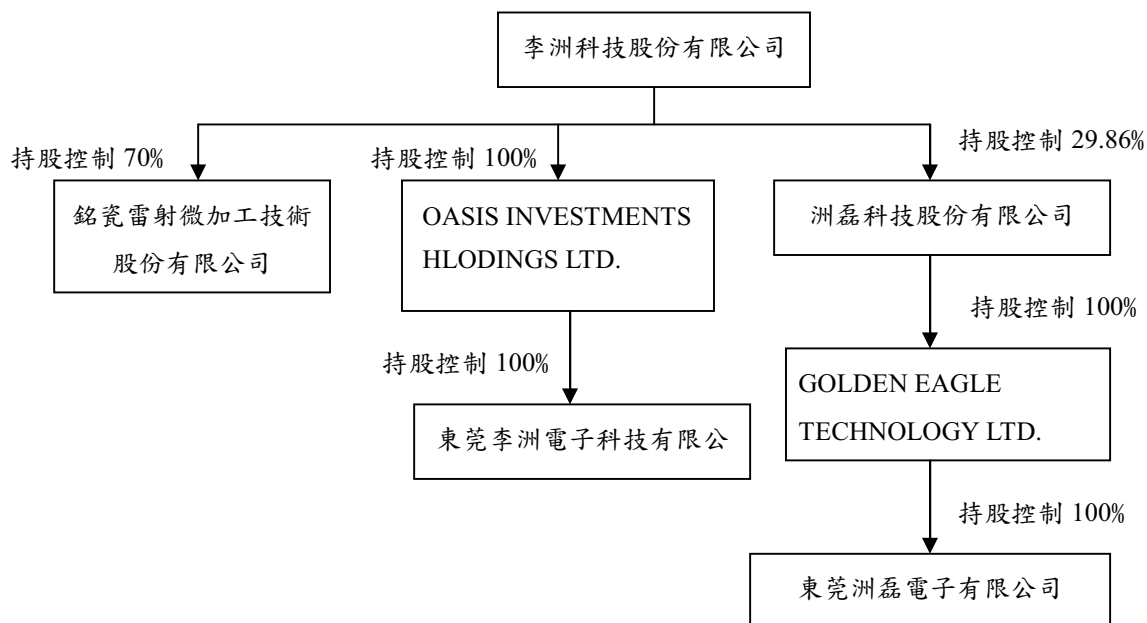 李洲科技股份有限公司
持股控制 70%
持股控制 100%
持股控制 29.86%
銘瓷雷射微加工技術
股份有限公司
OASIS INVESTMENTS
HLODINGS LTD.
洲磊科技股份有限公司
持股控制 100%
持股控制 100%
東莞李洲電子科技有限公
GOLDEN EAGLE
TECHNOLOGY LTD.
持股控制 100%
東莞洲磊電子有限公司